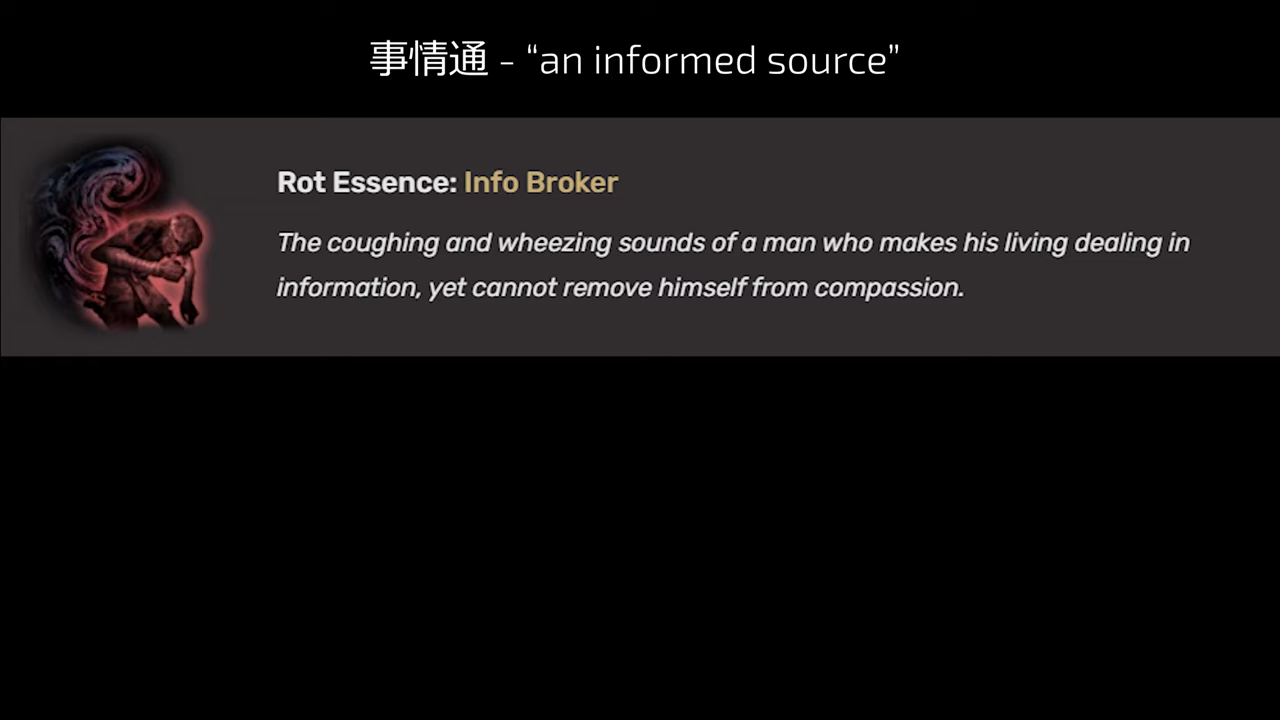 事情通 - “an informed source”
Rot Essence: Info Broker
The coughing and wheezing sounds of a man who makes his living dealing in
information, yet cannot remove himself from compassion.